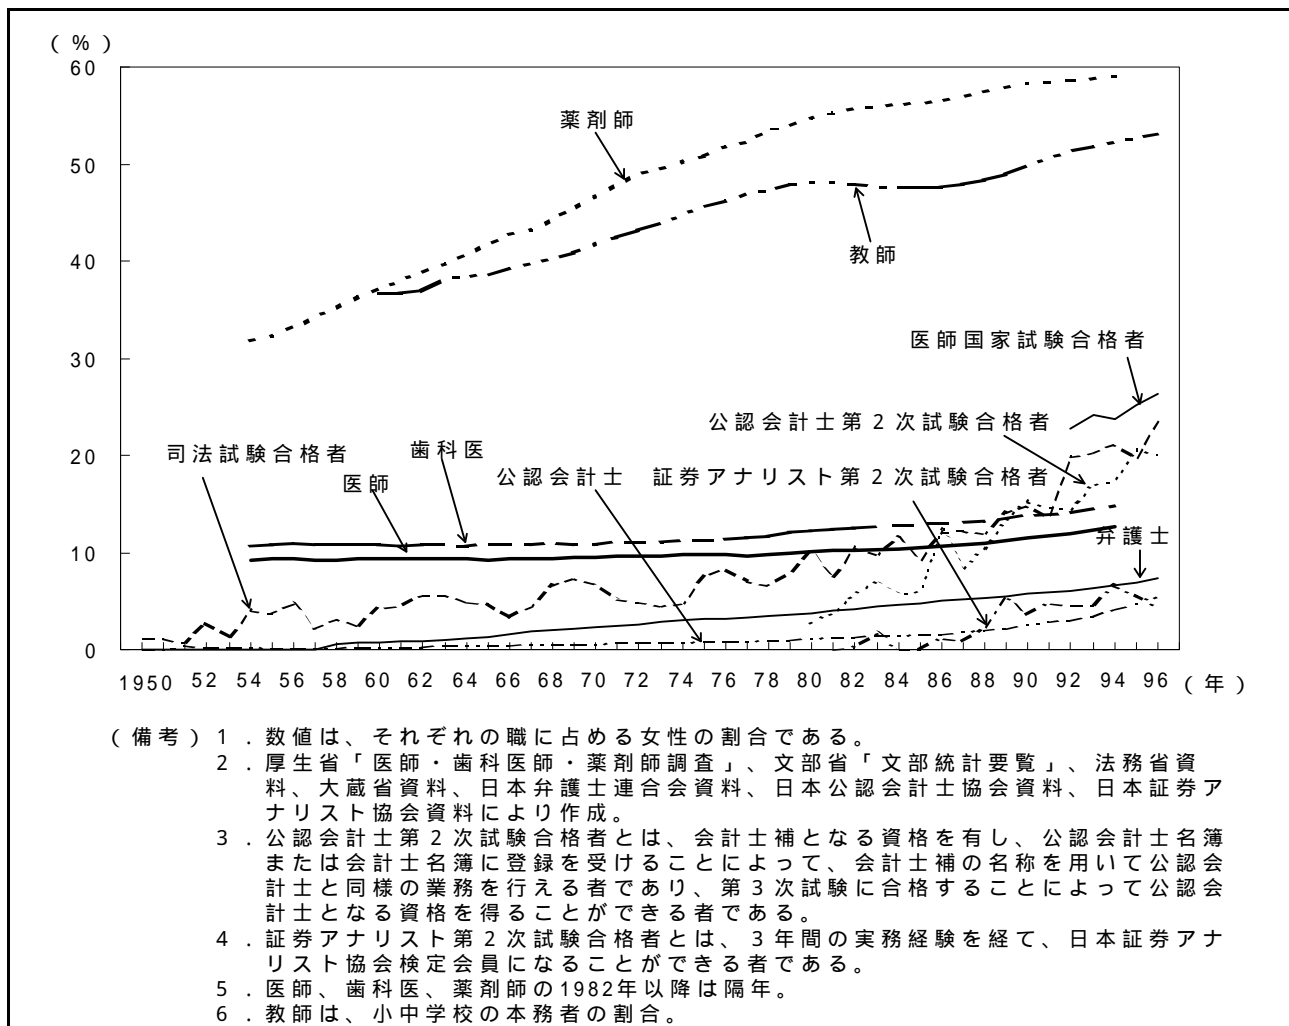 (%)
60
薬剤師
50
教師
40
30
医師国家試験合格者
公認会計士第2次試験合格者
20
司法試験合格者
歯科医
医師
公認会計士
証券アナリスト第2次試験合格者
10
弁護士
0
1950 52 54 56 58 60 62 64 66 68 70 72 74 76 78 80 82 84 86 88 90 92 94 96 (年)
(備考)1.数値は、それぞれの職に占める女性の割合である。
2.厚生省「医師・歯科医師・薬剤師調査」、文部省「文部統計要覧」、法務省資
料、大蔵省資料、日本弁護士連合会資料、日本公認会計士協会資料、日本証券ア
ナリスト協会資料により作成。
3.公認会計士第2次試験合格者とは、会計士補となる資格を有し、公認会計士名簿
または会計士名簿に登録を受けることによって、会計士補の名称を用いて公認会
計士と同様の業務を行える者であり、第3次試験に合格することによって公認会
計士となる資格を得ることができる者である。
4.証券アナリスト第2次試験合格者とは、3年間の実務経験を経て、日本証券アナ
リスト協会検定会員になることができる者である。
5.医師、歯科医、薬剤師の1982年以降は隔年。
6.教師は、小中学校の本務者の割合。